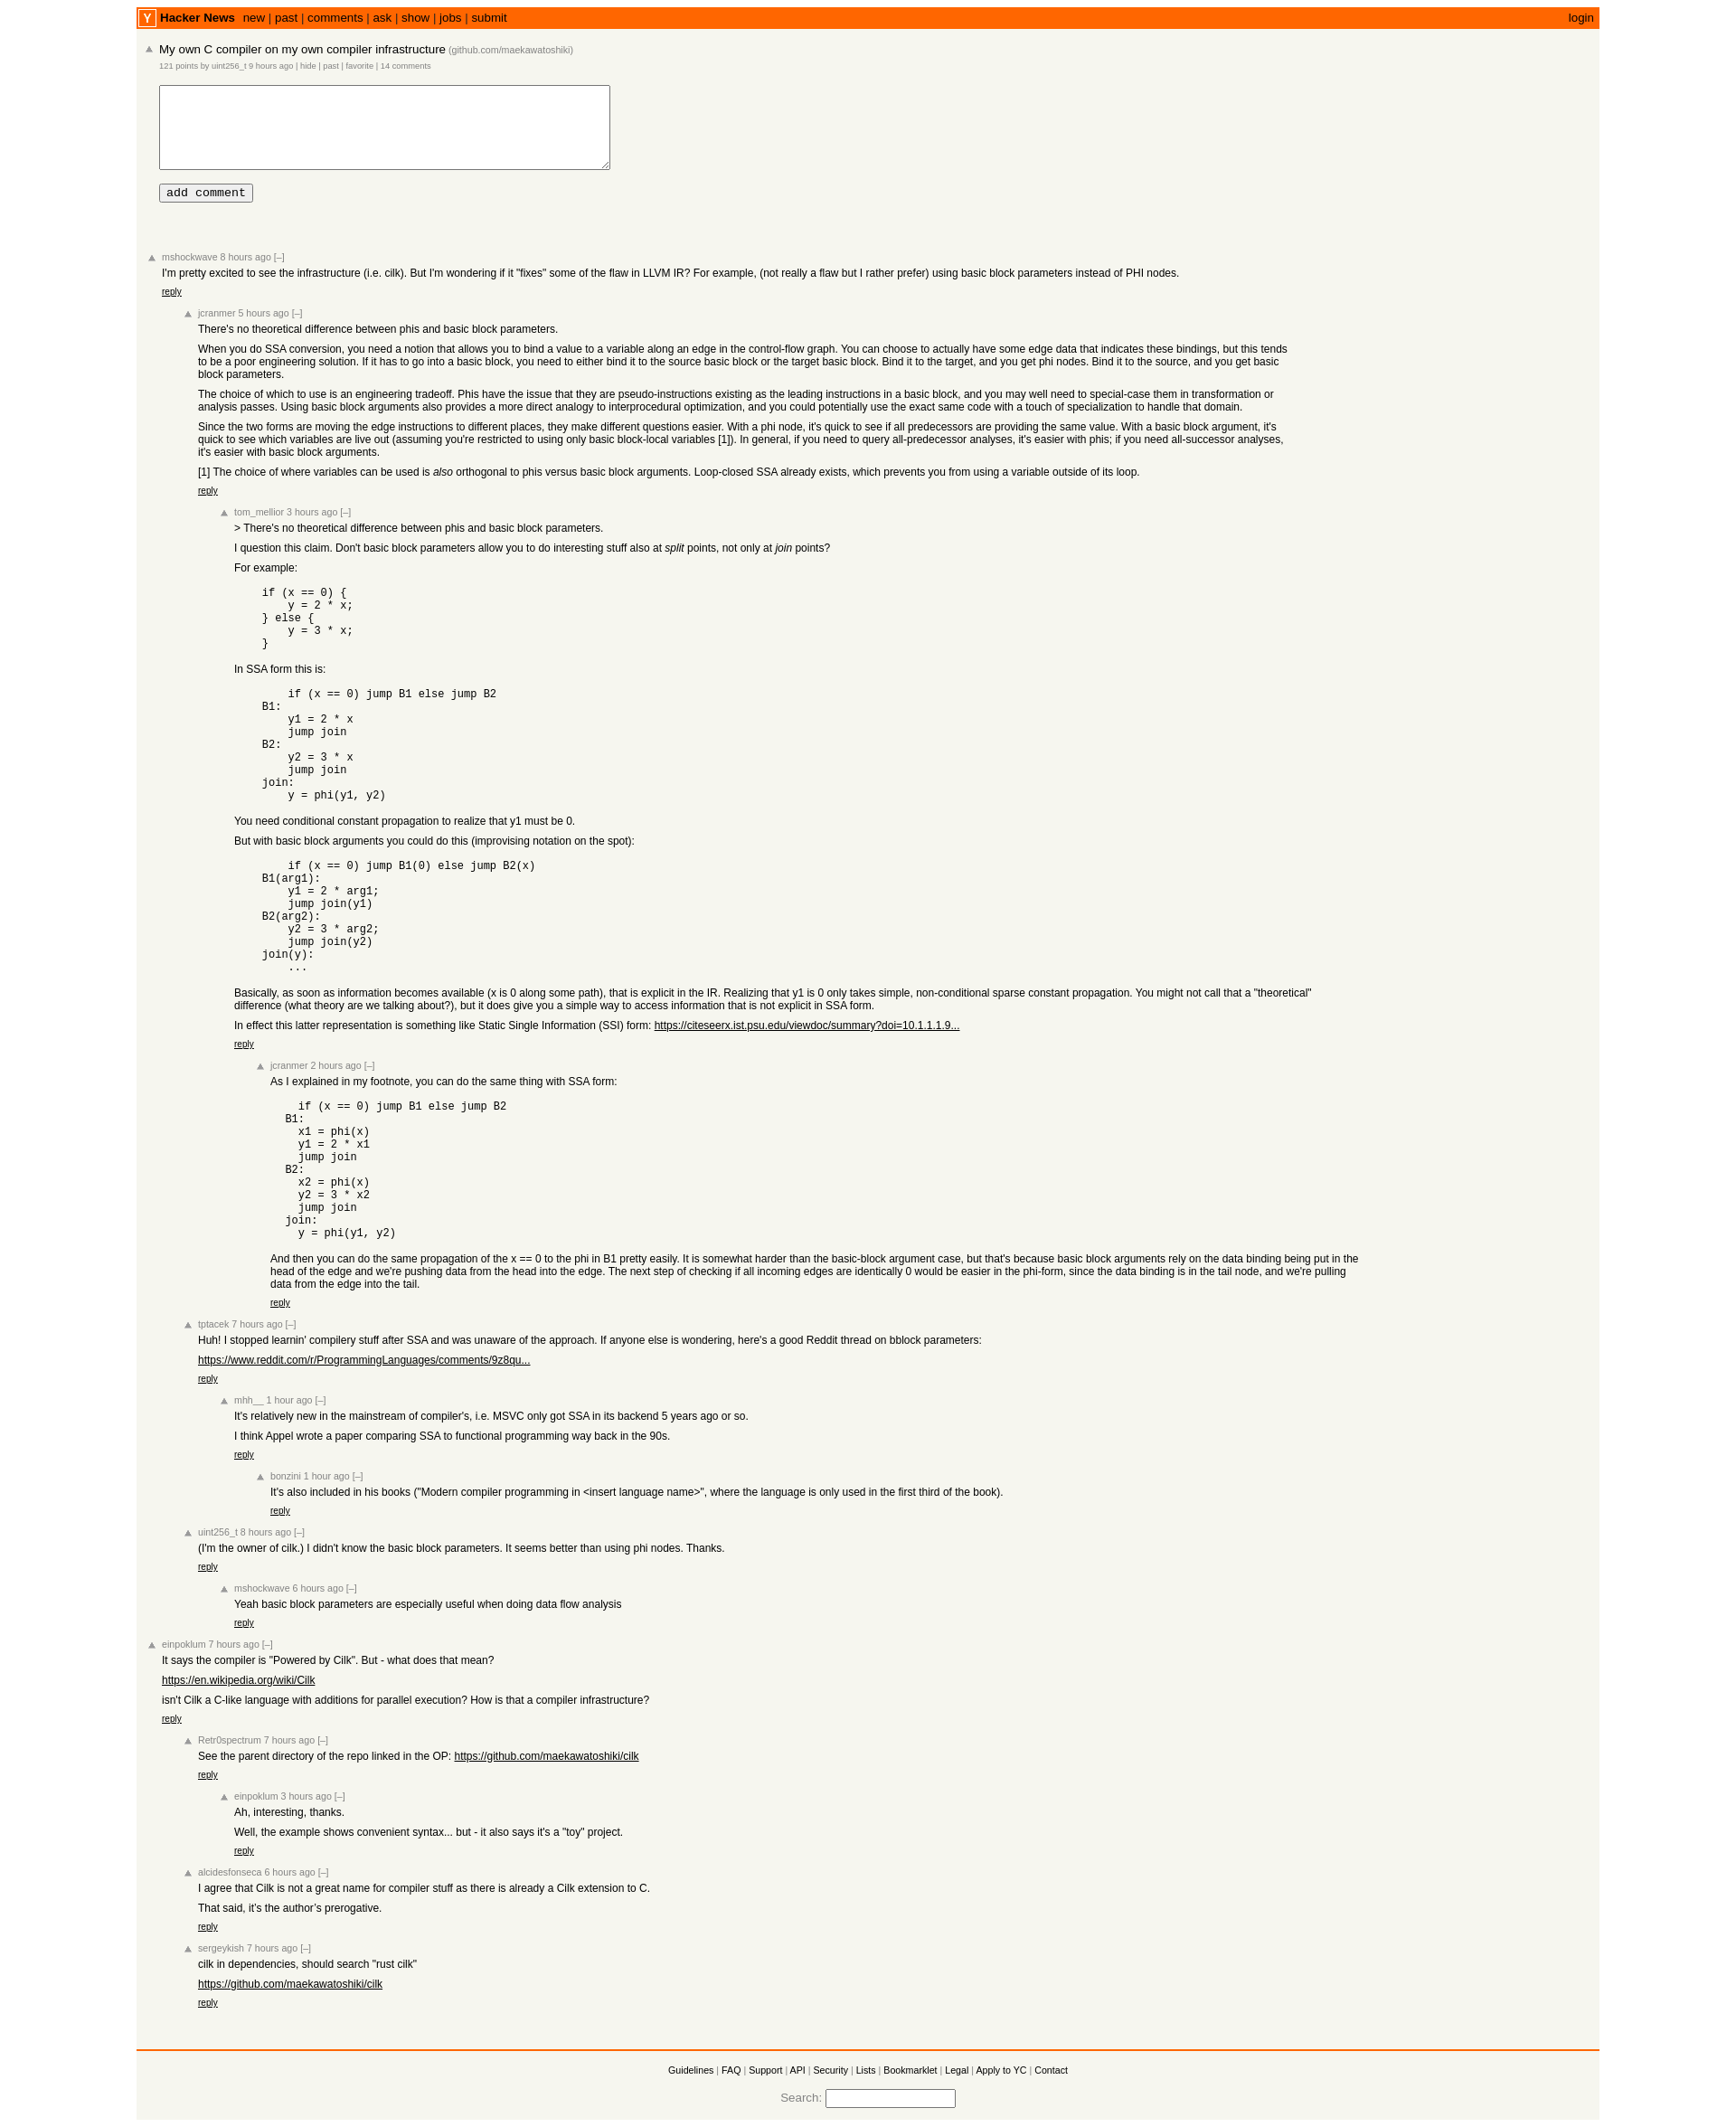 Y Hacker News new | past | comments | ask | show | jobs | submit login
My own C compiler on my own compiler infrastructure (github.com/maekawatoshiki)
121 points by uint256_t 9 hours ago | hide | past | favorite | 14 comments
add comment
mshockwave 8 hours ago [–]
I'm pretty excited to see the infrastructure (i.e. cilk). But I'm wondering if it "fixes" some of the flaw in LLVM IR? For example, (not really a flaw but I rather prefer) using basic block parameters instead of PHI nodes.
reply
jcranmer 5 hours ago [–]
There's no theoretical difference between phis and basic block parameters.
When you do SSA conversion, you need a notion that allows you to bind a value to a variable along an edge in the control-flow graph. You can choose to actually have some edge data that indicates these bindings, but this tends
to be a poor engineering solution. If it has to go into a basic block, you need to either bind it to the source basic block or the target basic block. Bind it to the target, and you get phi nodes. Bind it to the source, and you get basic
block parameters.
The choice of which to use is an engineering tradeoff. Phis have the issue that they are pseudo-instructions existing as the leading instructions in a basic block, and you may well need to special-case them in transformation or
analysis passes. Using basic block arguments also provides a more direct analogy to interprocedural optimization, and you could potentially use the exact same code with a touch of specialization to handle that domain.
Since the two forms are moving the edge instructions to different places, they make different questions easier. With a phi node, it's quick to see if all predecessors are providing the same value. With a basic block argument, it's
quick to see which variables are live out (assuming you're restricted to using only basic block-local variables [1]). In general, if you need to query all-predecessor analyses, it's easier with phis; if you need all-successor analyses,
it's easier with basic block arguments.
[1] The choice of where variables can be used is also orthogonal to phis versus basic block arguments. Loop-closed SSA already exists, which prevents you from using a variable outside of its loop.
reply
tom_mellior 3 hours ago [–]
> There's no theoretical difference between phis and basic block parameters.
I question this claim. Don't basic block parameters allow you to do interesting stuff also at split points, not only at join points?
For example:
if (x == 0) {
y = 2 * x;
} else {
y = 3 * x;
}
In SSA form this is:
if (x == 0) jump B1 else jump B2
B1:
y1 = 2 * x
jump join
B2:
y2 = 3 * x
jump join
join:
y = phi(y1, y2)
You need conditional constant propagation to realize that y1 must be 0.
But with basic block arguments you could do this (improvising notation on the spot):
if (x == 0) jump B1(0) else jump B2(x)
B1(arg1):
y1 = 2 * arg1;
jump join(y1)
B2(arg2):
y2 = 3 * arg2;
jump join(y2)
join(y):
...
Basically, as soon as information becomes available (x is 0 along some path), that is explicit in the IR. Realizing that y1 is 0 only takes simple, non-conditional sparse constant propagation. You might not call that a "theoretical"
difference (what theory are we talking about?), but it does give you a simple way to access information that is not explicit in SSA form.
In effect this latter representation is something like Static Single Information (SSI) form: https://citeseerx.ist.psu.edu/viewdoc/summary?doi=10.1.1.1.9...
reply
jcranmer 2 hours ago [–]
As I explained in my footnote, you can do the same thing with SSA form:
if (x == 0) jump B1 else jump B2
B1:
x1 = phi(x)
y1 = 2 * x1
jump join
B2:
x2 = phi(x)
y2 = 3 * x2
jump join
join:
y = phi(y1, y2)
And then you can do the same propagation of the x == 0 to the phi in B1 pretty easily. It is somewhat harder than the basic-block argument case, but that's because basic block arguments rely on the data binding being put in the
head of the edge and we're pushing data from the head into the edge. The next step of checking if all incoming edges are identically 0 would be easier in the phi-form, since the data binding is in the tail node, and we're pulling
data from the edge into the tail.
reply
tptacek 7 hours ago [–]
Huh! I stopped learnin' compilery stuff after SSA and was unaware of the approach. If anyone else is wondering, here's a good Reddit thread on bblock parameters:
https://www.reddit.com/r/ProgrammingLanguages/comments/9z8qu...
reply
mhh__ 1 hour ago [–]
It's relatively new in the mainstream of compiler's, i.e. MSVC only got SSA in its backend 5 years ago or so.
I think Appel wrote a paper comparing SSA to functional programming way back in the 90s.
reply
bonzini 1 hour ago [–]
It's also included in his books ("Modern compiler programming in <insert language name>", where the language is only used in the first third of the book).
reply
uint256_t 8 hours ago [–]
(I'm the owner of cilk.) I didn't know the basic block parameters. It seems better than using phi nodes. Thanks.
reply
mshockwave 6 hours ago [–]
Yeah basic block parameters are especially useful when doing data flow analysis
reply
einpoklum 7 hours ago [–]
It says the compiler is "Powered by Cilk". But - what does that mean?
https://en.wikipedia.org/wiki/Cilk
isn't Cilk a C-like language with additions for parallel execution? How is that a compiler infrastructure?
reply
Retr0spectrum 7 hours ago [–]
See the parent directory of the repo linked in the OP: https://github.com/maekawatoshiki/cilk
reply
einpoklum 3 hours ago [–]
Ah, interesting, thanks.
Well, the example shows convenient syntax... but - it also says it's a "toy" project.
reply
alcidesfonseca 6 hours ago [–]
I agree that Cilk is not a great name for compiler stuff as there is already a Cilk extension to C.
That said, it’s the author’s prerogative.
reply
sergeykish 7 hours ago [–]
cilk in dependencies, should search "rust cilk"
https://github.com/maekawatoshiki/cilk
reply
Guidelines | FAQ | Support | API | Security | Lists | Bookmarklet | Legal | Apply to YC | Contact
Search: